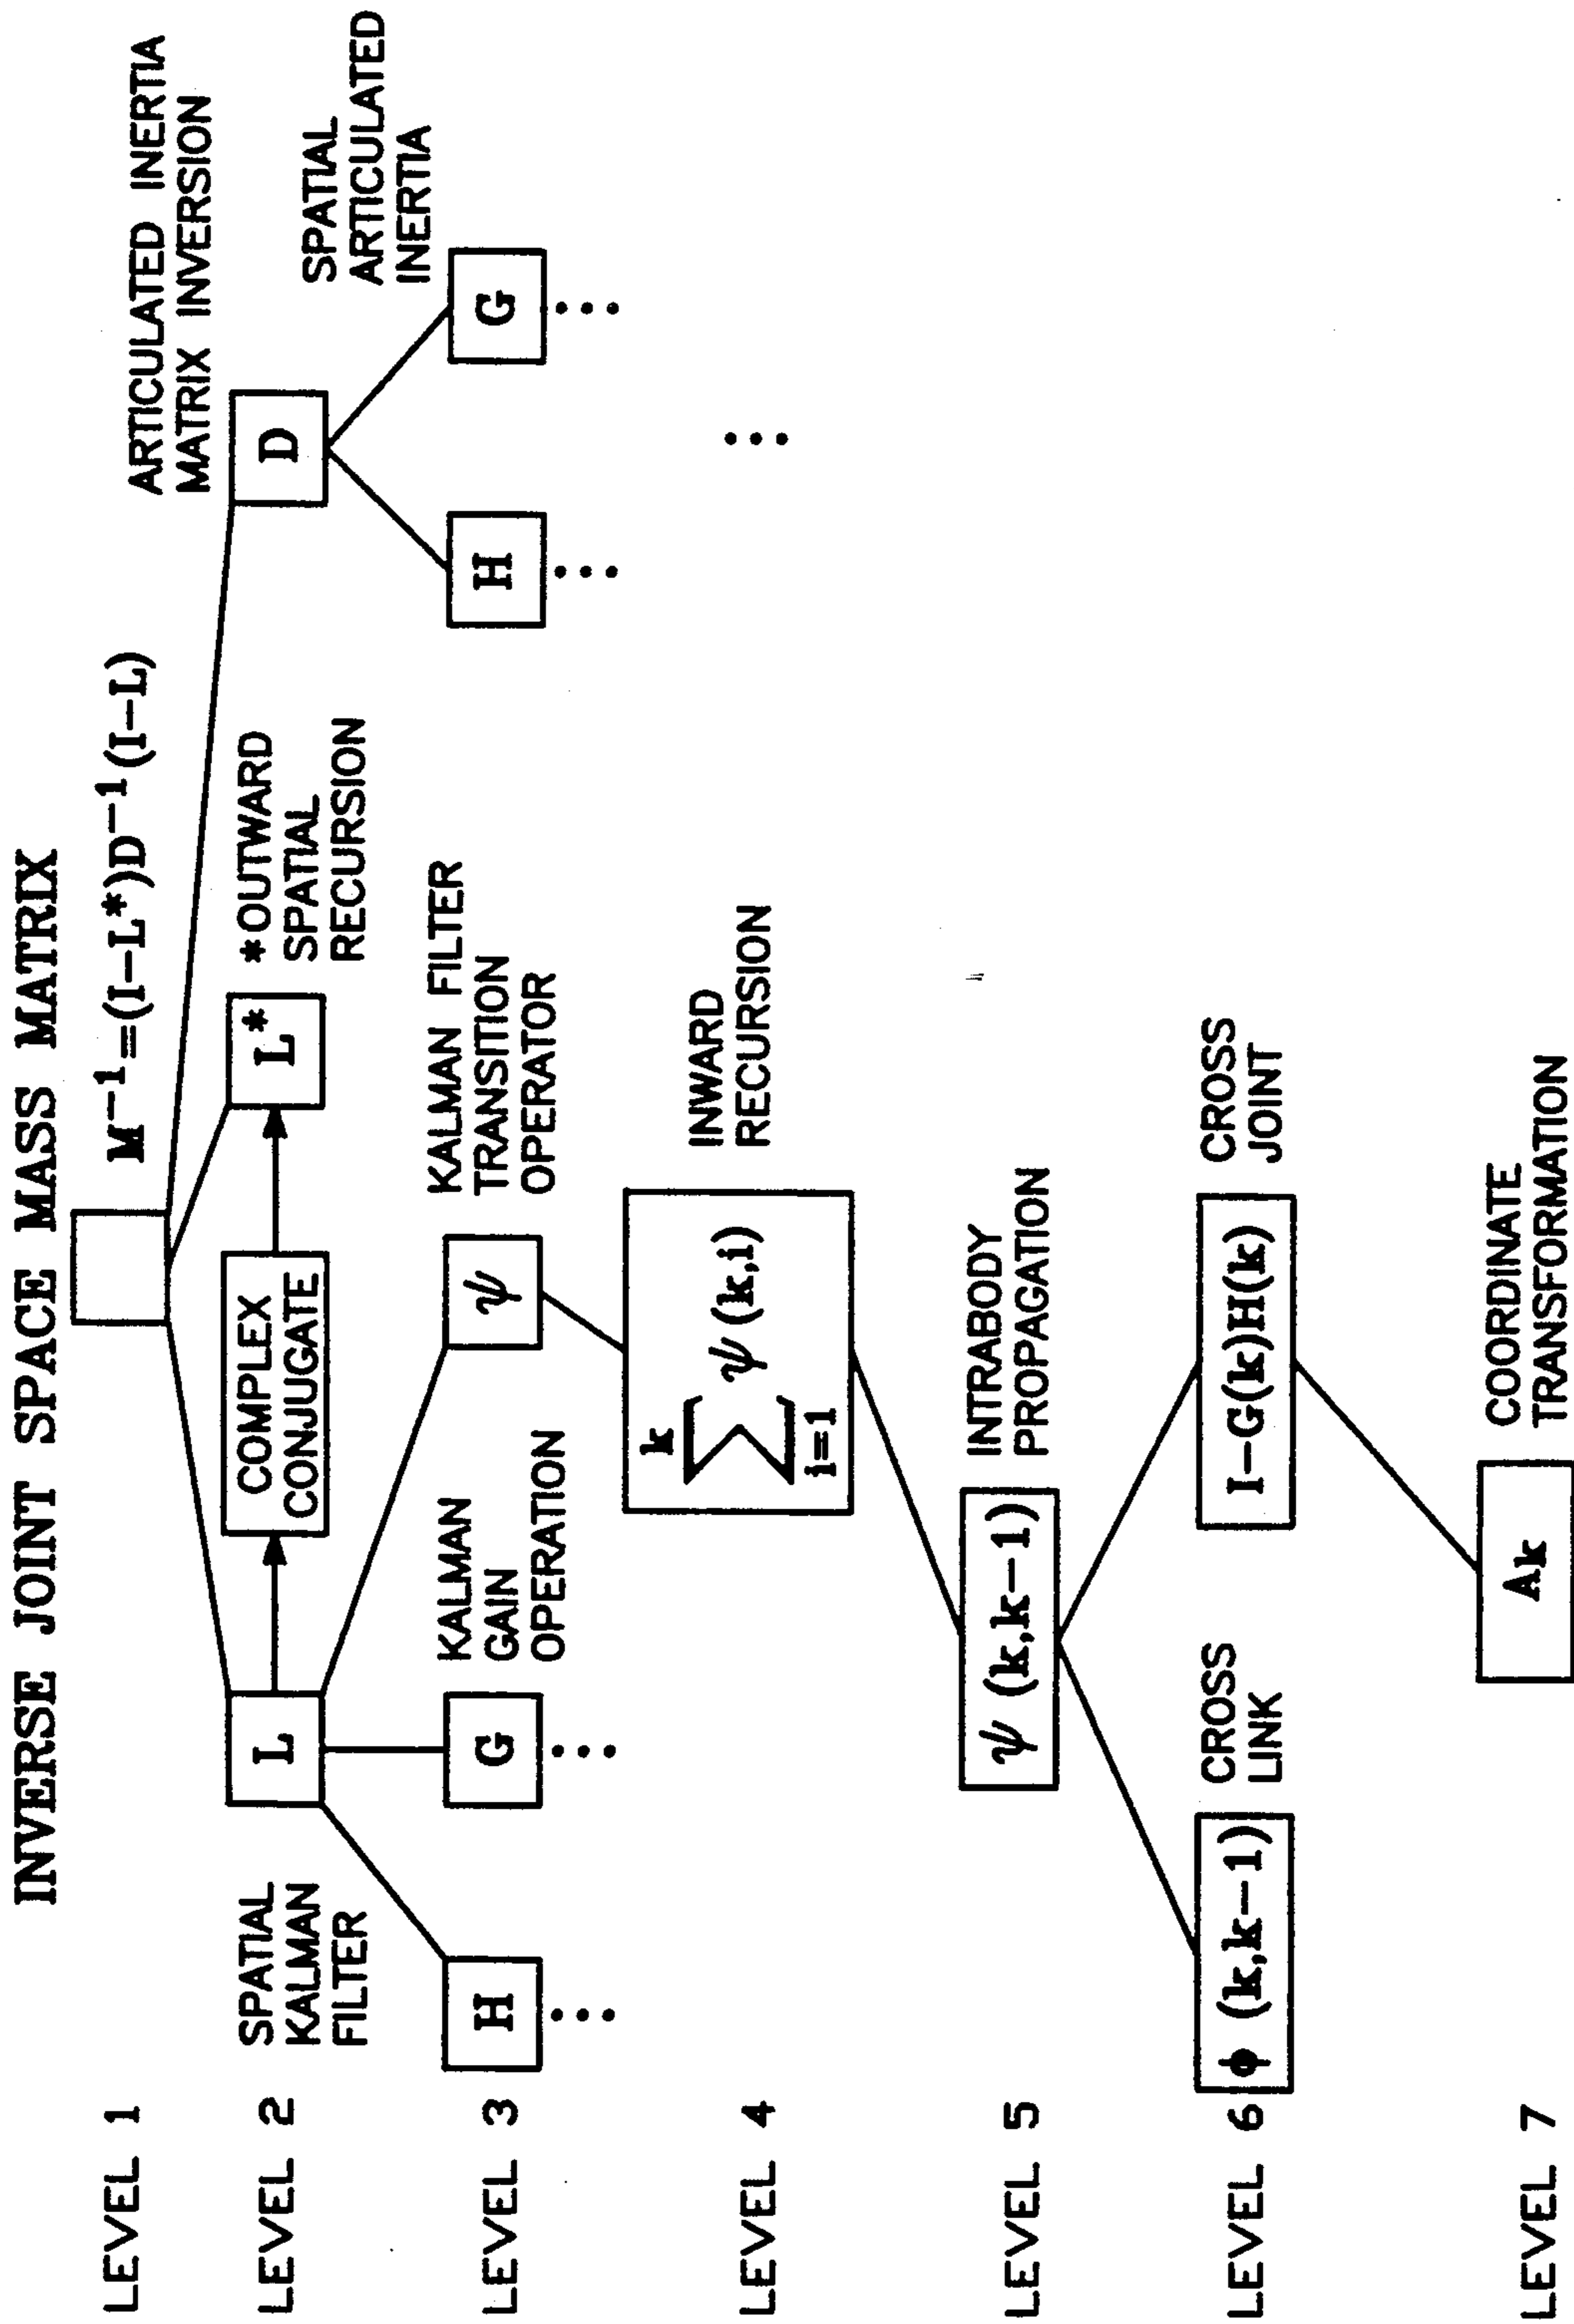 INVERSE JOINT SPACE MASS MATRIX
LEVEL 1
M⁻¹=(I−L*)D⁻¹(I−L)
ARTICULATED INERTIA
MATRIX INVERSION
LEVEL 2
SPATIAL
KALMAN
FILTER
L
COMPLEX
CONJUGATE
L*
*OUTWARD
SPATIAL
RECURSION
D
SPATIAL
ARTICULATED
INERTIA
LEVEL 3
H
G
KALMAN
GAIN
OPERATION
ψ
KALMAN FILTER
TRANSITION
OPERATOR
H
G
LEVEL 4
k
∑ ψ (k,i)
i=1
INWARD
RECURSION
LEVEL 5
ψ (k,k−1)
INTRABODY
PROPAGATION
LEVEL 6
ϕ (k,k−1)
CROSS
LINK
I−G(k)H(k)
CROSS
JOINT
LEVEL 7
Ak
COORDINATE
TRANSFORMATION